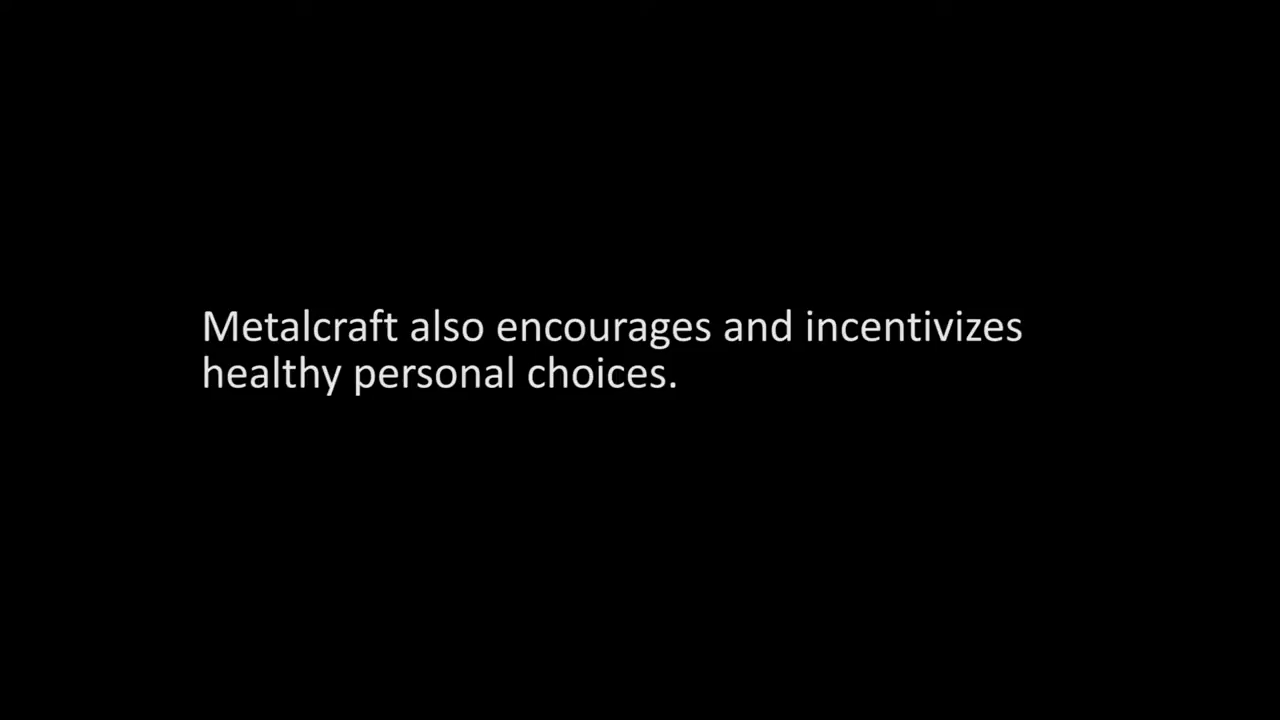 Metalcraft also encourages and incentivizes
healthy personal choices.